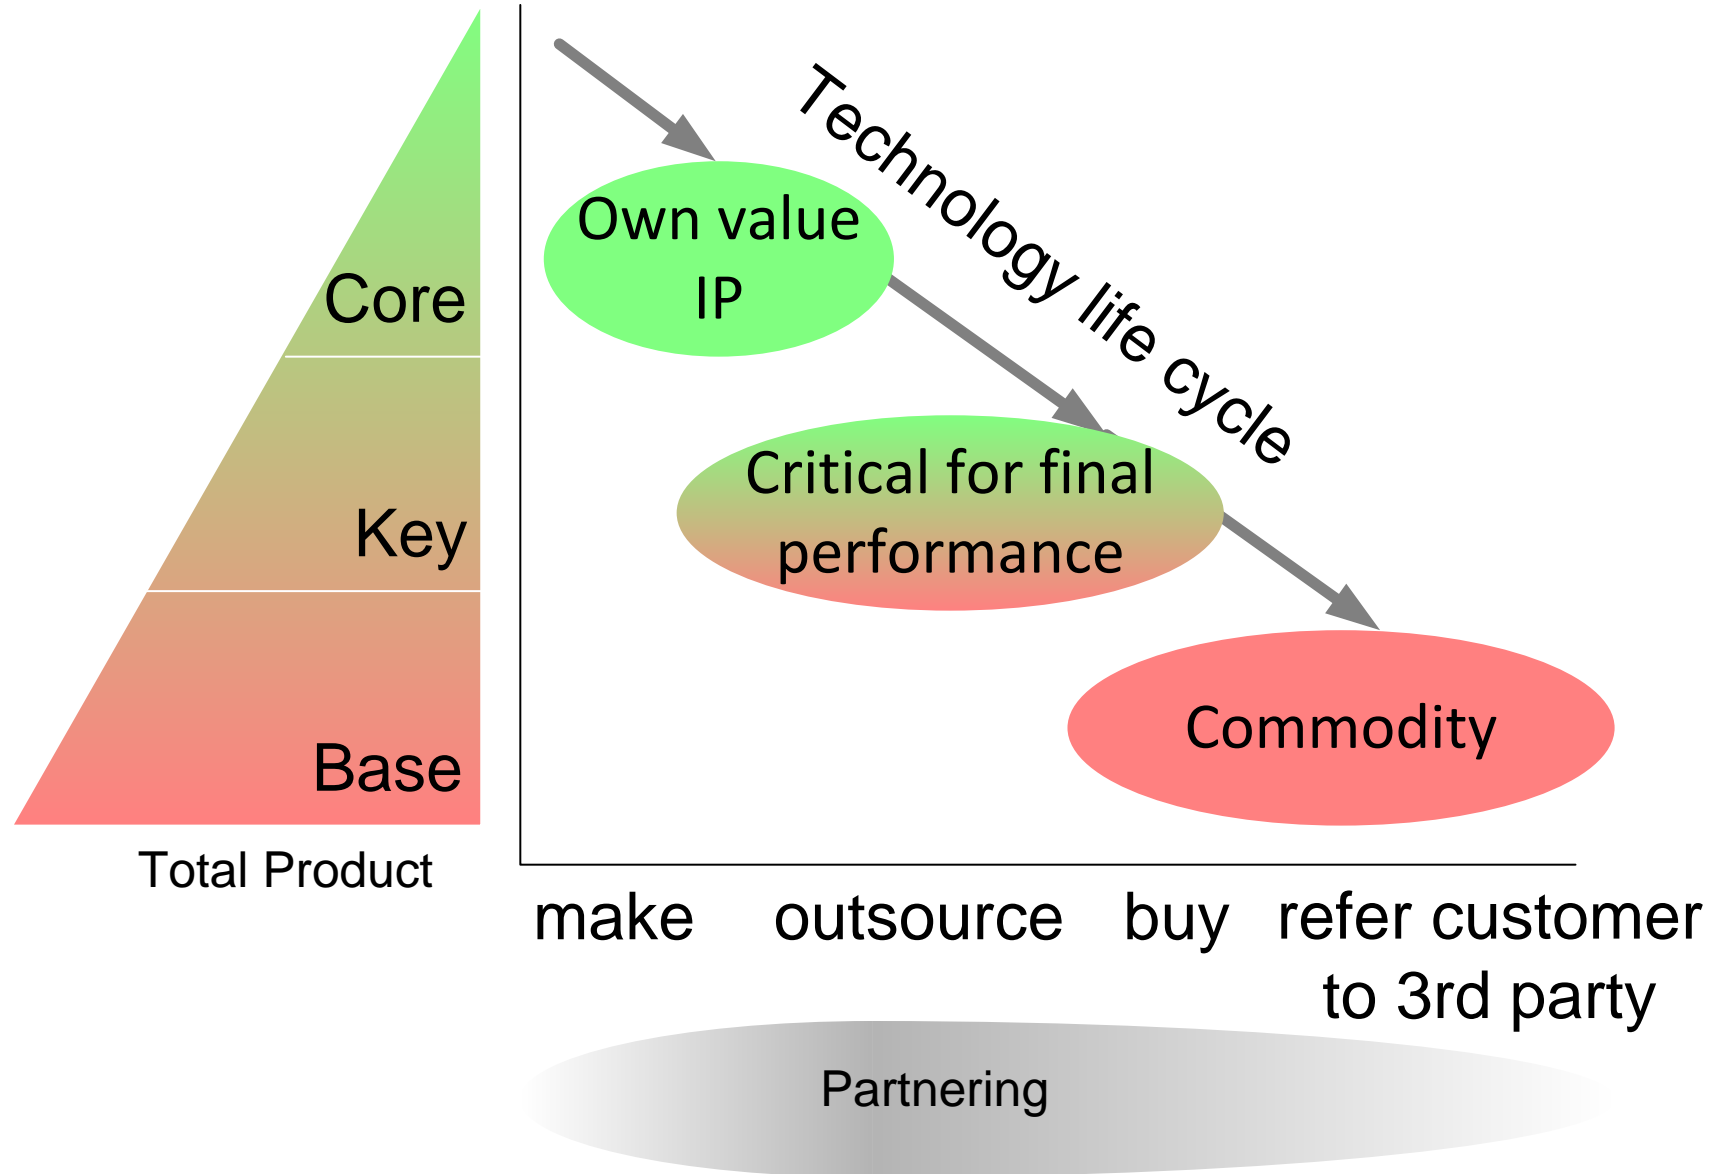 Technology life cycle
Own value
IP
Core
Critical for final
performance
Key
Commodity
Base
Total Product
make
outsource
buy
refer customer
to 3rd party
Partnering